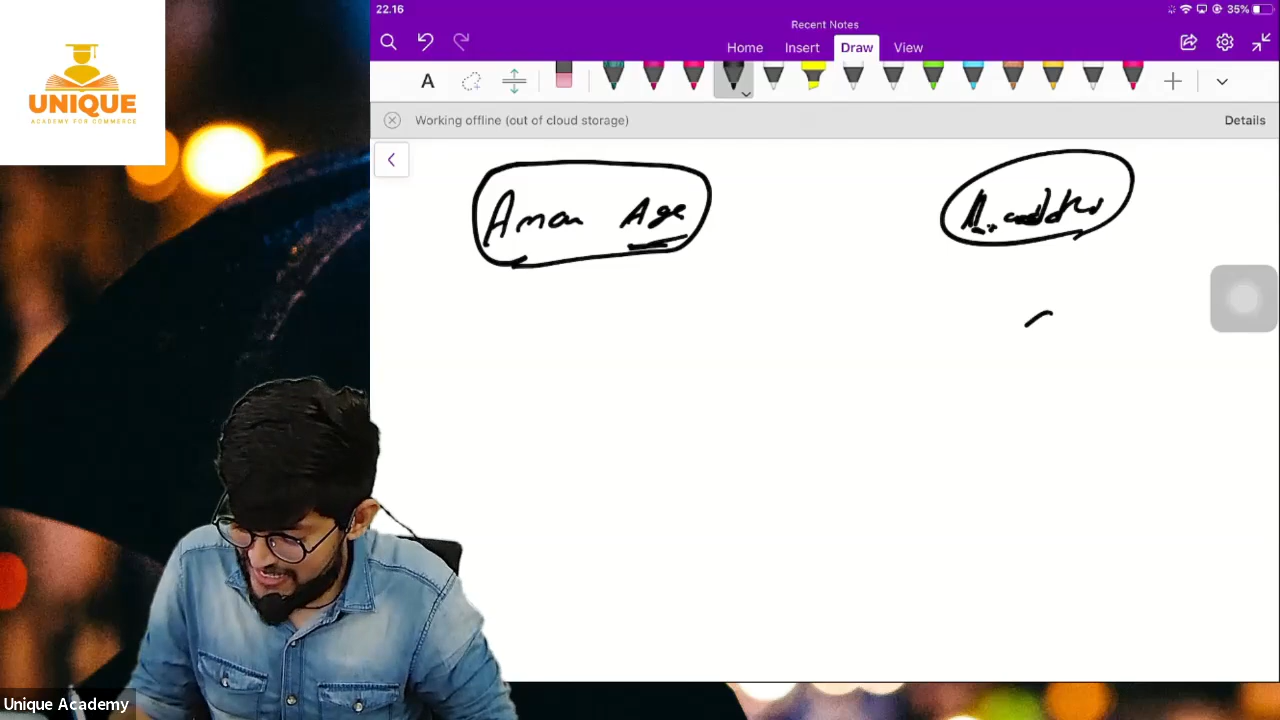 UNIQUE
ACADEMY FOR COMMERCE
22.16
35%
Recent Notes
Home Insert Draw View
A
Working offline (out of cloud storage)
Details
Aman Age
Unique Academy